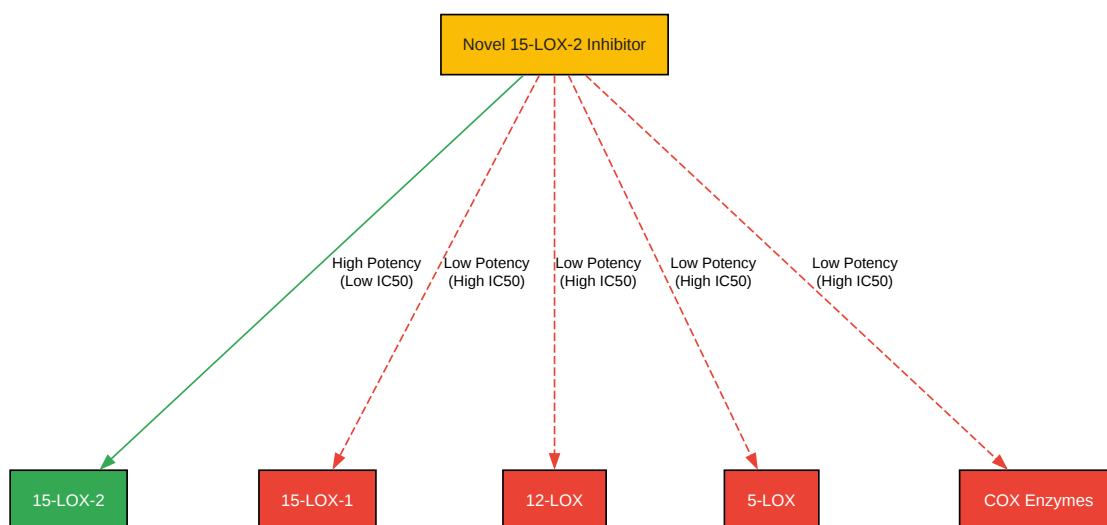 Novel 15-LOX-2 Inhibitor
High Potency
(Low IC50)
Low Potency
(High IC50)
Low Potency
(High IC50)
Low Potency
(High IC50)
Low Potency
(High IC50)
15-LOX-2
15-LOX-1
12-LOX
5-LOX
COX Enzymes